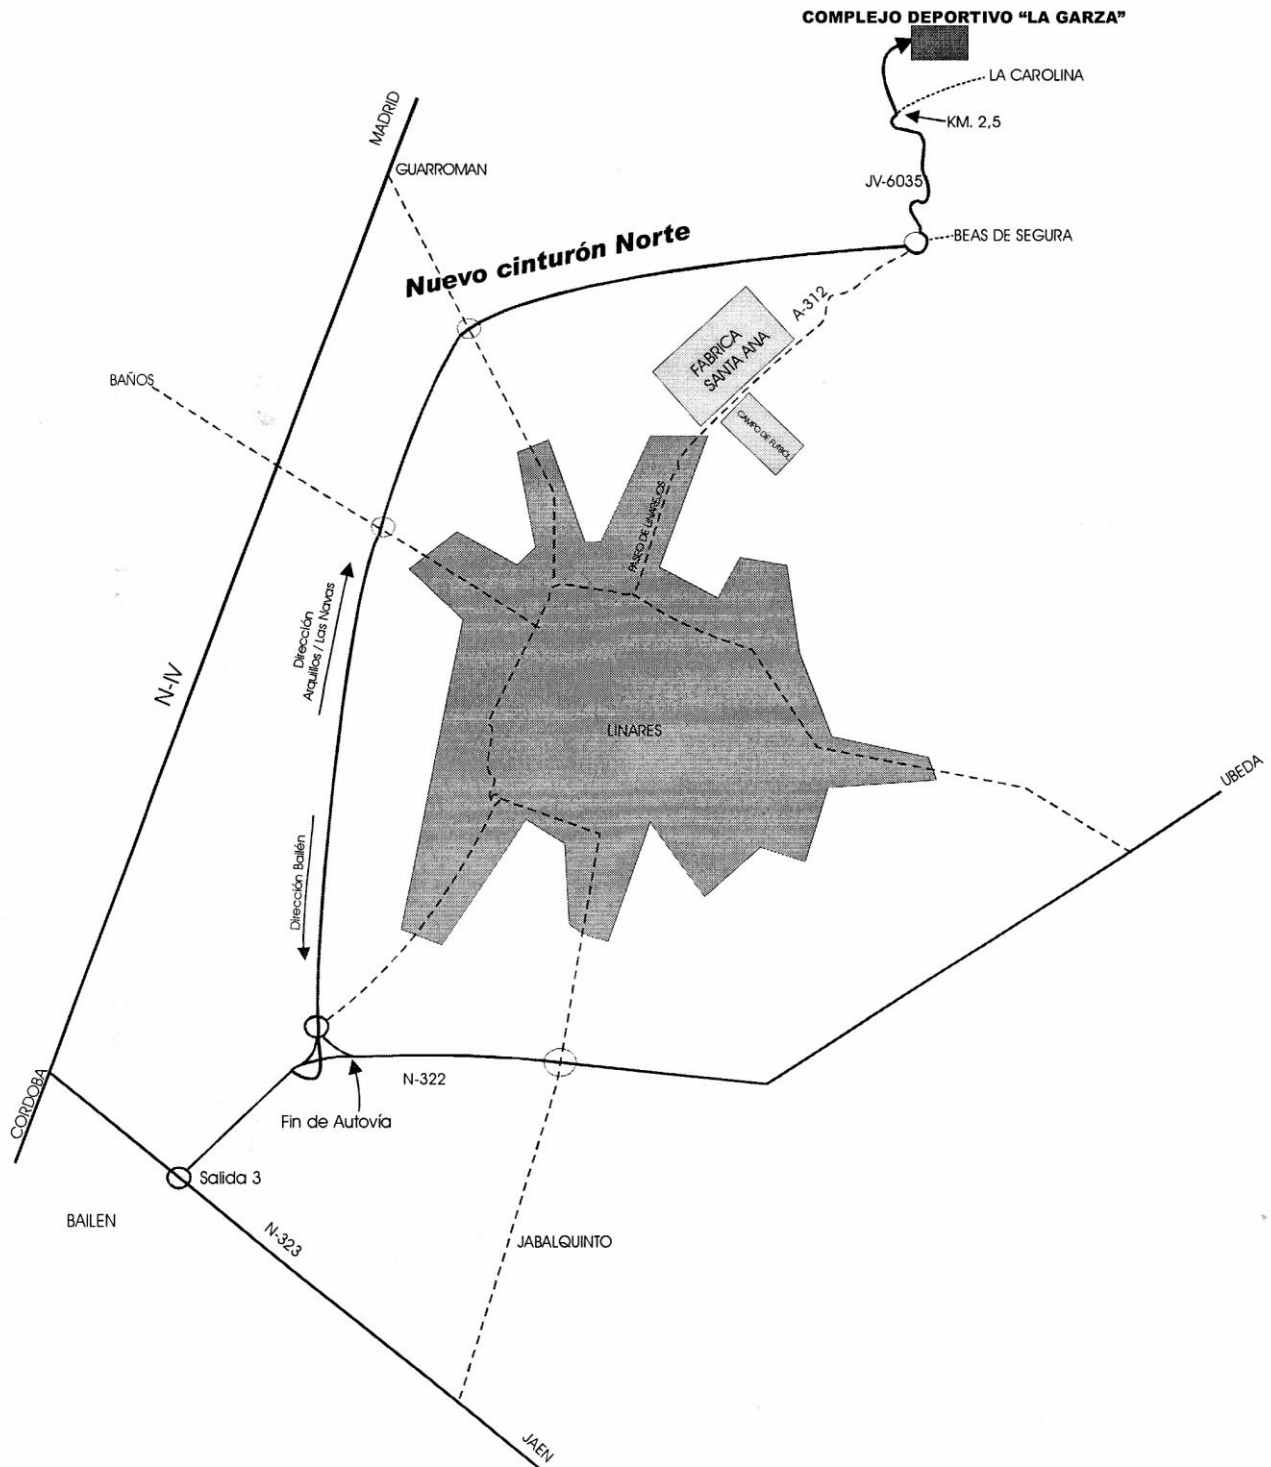 COMPLEJO DEPORTIVO “LA GARZA”
LA CAROLINA
KM. 2,5
MADRID
GUARROMAN
JV-6035
BEAS DE SEGURA
Nuevo cinturón Norte
A-312
FABRICA
SANTA ANA
BAÑOS
CAMPO DE FUTBOL
PASEO DE LINAREJOS
Dirección
Arquillos / Las Navas
N-IV
LINARES
UBEDA
Dirección Bailén
CORDOBA
N-322
Fin de Autovía
Salida 3
BAILEN
N-323
JABALQUINTO
JAEN